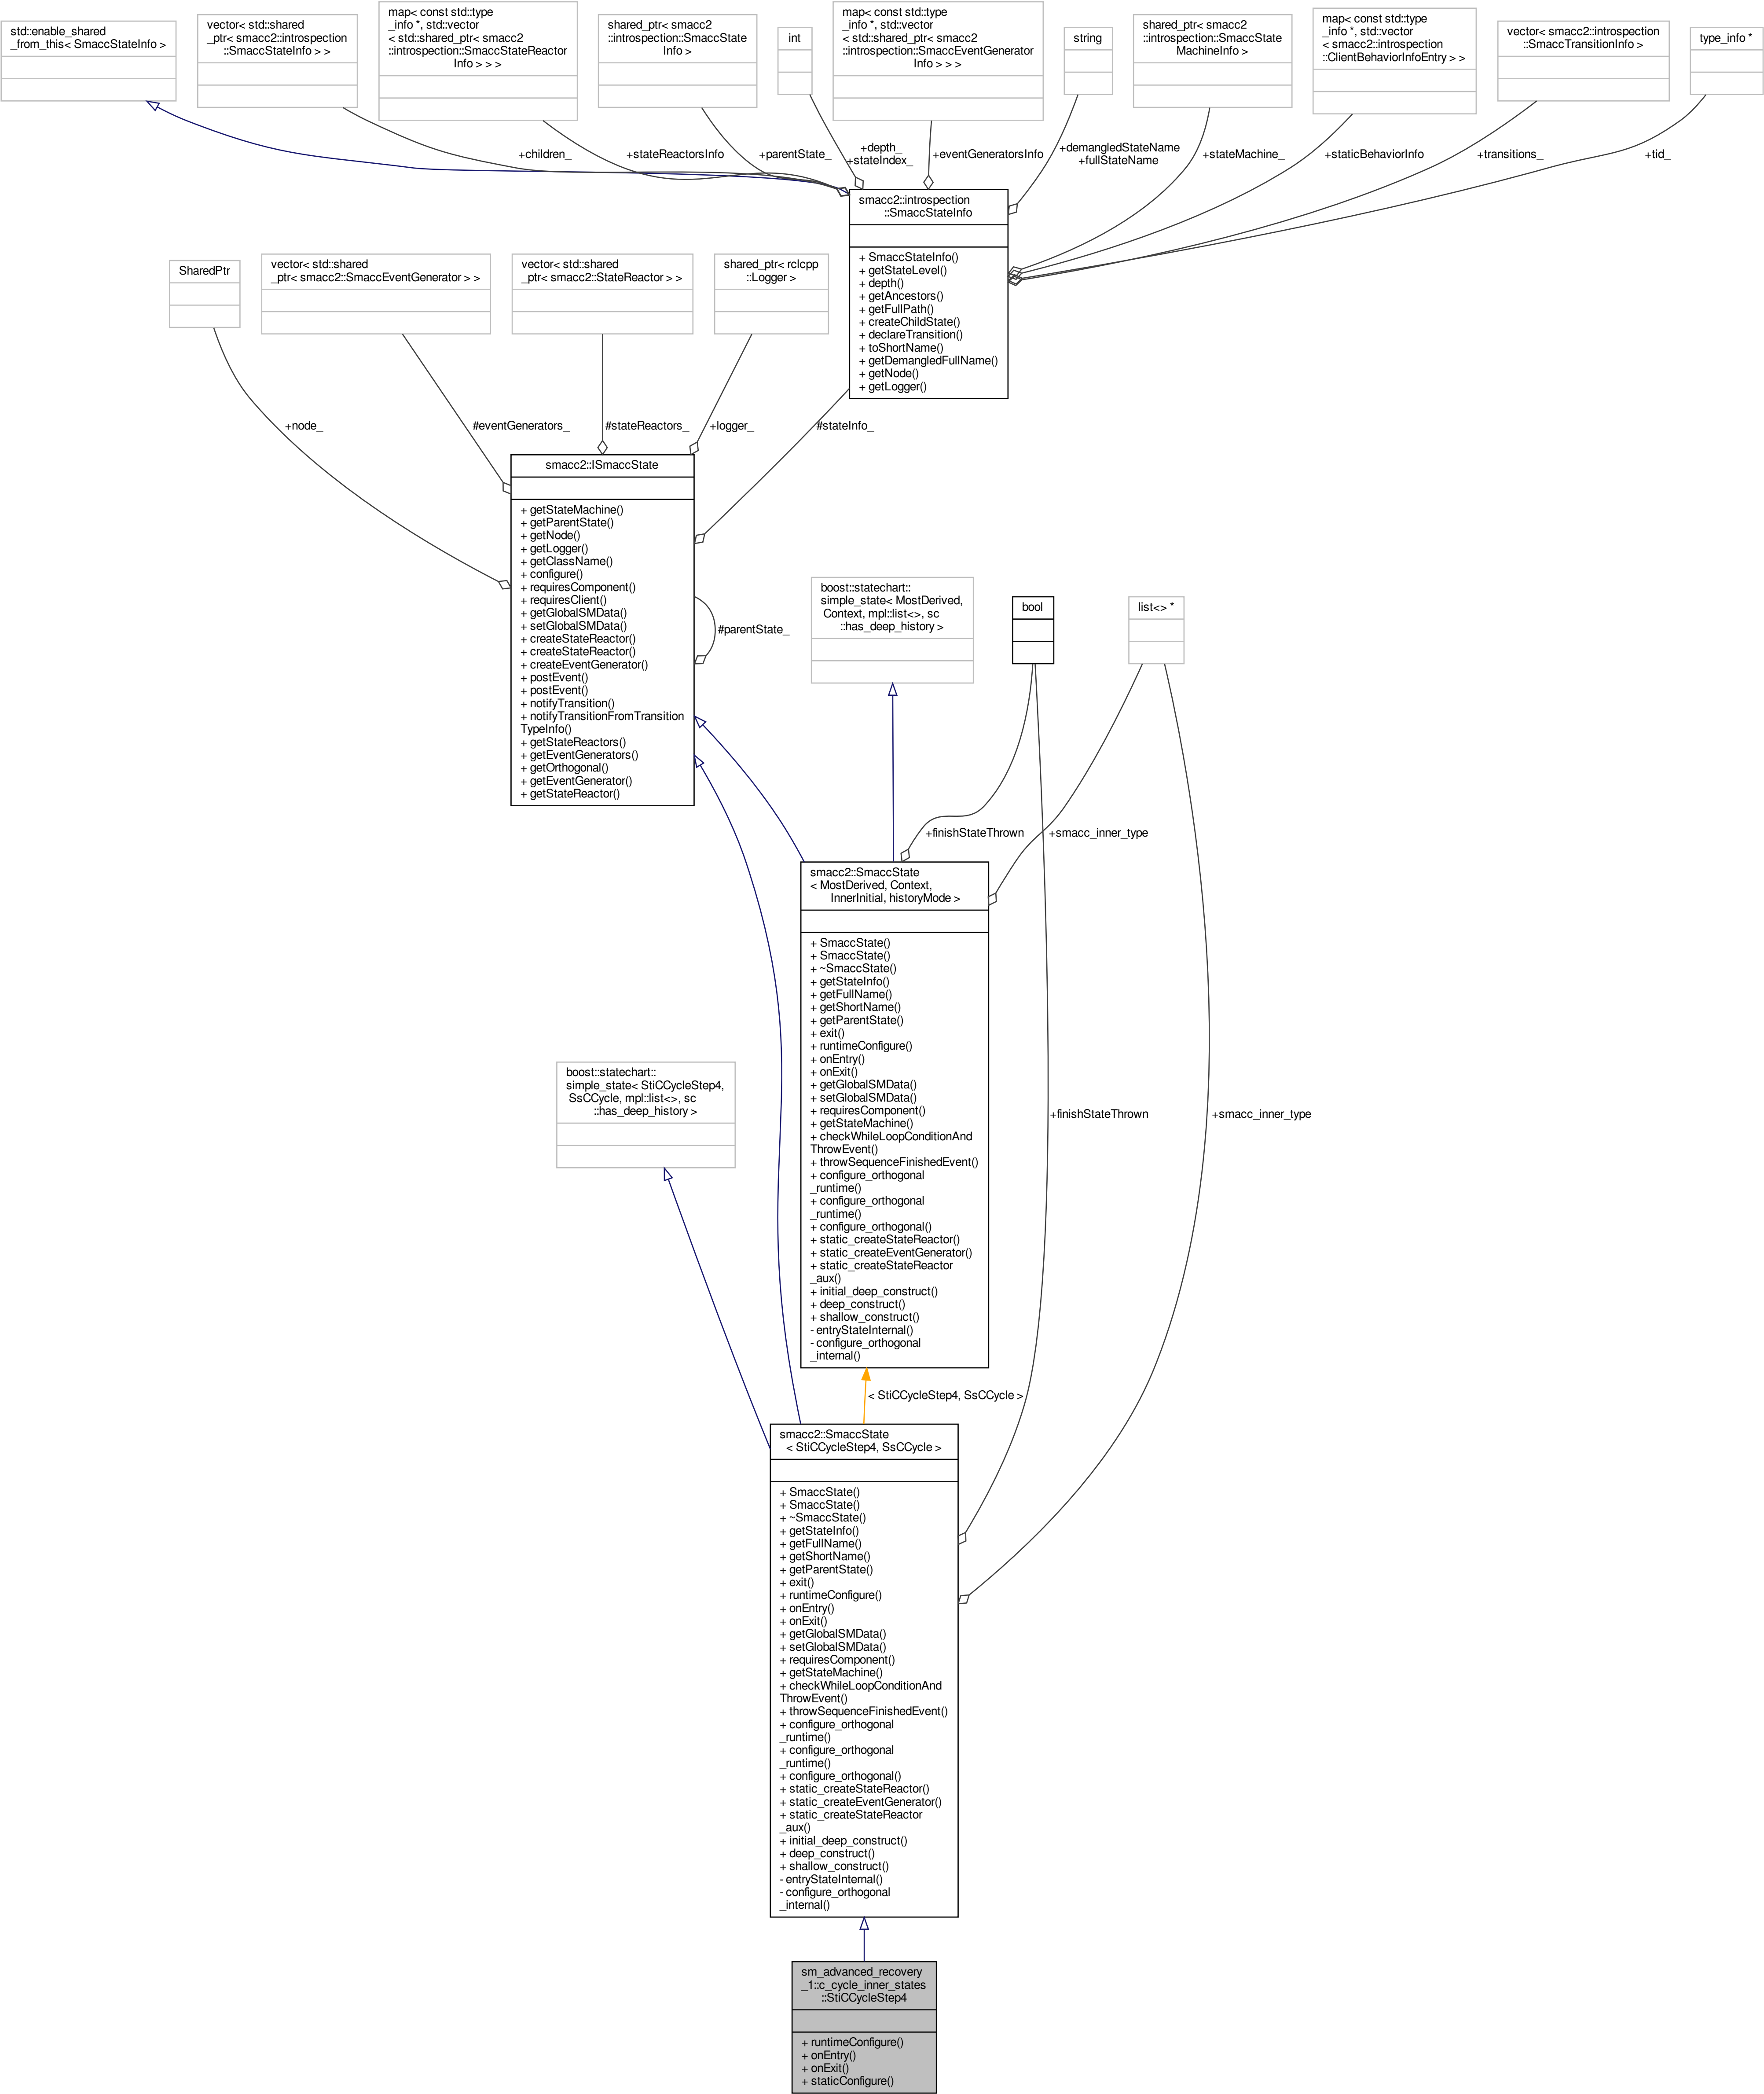 std::enable_shared
_from_this< SmaccStateInfo >
vector< std::shared
_ptr< smacc2::introspection
::SmaccStateInfo > >
map< const std::type
_info *, std::vector
< std::shared_ptr< smacc2
::introspection::SmaccStateReactor
Info > > >
shared_ptr< smacc2
::introspection::SmaccState
Info >
int
map< const std::type
_info *, std::vector
< std::shared_ptr< smacc2
::introspection::SmaccEventGenerator
Info > > >
string
shared_ptr< smacc2
::introspection::SmaccState
MachineInfo >
map< const std::type
_info *, std::vector
< smacc2::introspection
::ClientBehaviorInfoEntry > >
vector< smacc2::introspection
::SmaccTransitionInfo >
type_info *
+children_
+stateReactorsInfo
+parentState_
+depth_
+stateIndex_
+eventGeneratorsInfo
+demangledStateName
+fullStateName
+stateMachine_
+staticBehaviorInfo
+transitions_
+tid_
smacc2::introspection
::SmaccStateInfo
+ SmaccStateInfo()
+ getStateLevel()
+ depth()
+ getAncestors()
+ getFullPath()
+ createChildState()
+ declareTransition()
+ toShortName()
+ getDemangledFullName()
+ getNode()
+ getLogger()
SharedPtr
vector< std::shared
_ptr< smacc2::SmaccEventGenerator > >
vector< std::shared
_ptr< smacc2::StateReactor > >
shared_ptr< rclcpp
::Logger >
+node_
#eventGenerators_
#stateReactors_
+logger_
#stateInfo_
smacc2::ISmaccState
+ getStateMachine()
+ getParentState()
+ getNode()
+ getLogger()
+ getClassName()
+ configure()
+ requiresComponent()
+ requiresClient()
+ getGlobalSMData()
+ setGlobalSMData()
+ createStateReactor()
+ createStateReactor()
+ createEventGenerator()
+ postEvent()
+ postEvent()
+ notifyTransition()
+ notifyTransitionFromTransition
TypeInfo()
+ getStateReactors()
+ getEventGenerators()
+ getOrthogonal()
+ getEventGenerator()
+ getStateReactor()
#parentState_
boost::statechart::
simple_state< MostDerived,
Context, mpl::list<>, sc
::has_deep_history >
bool
list<> *
+finishStateThrown
+smacc_inner_type
smacc2::SmaccState
< MostDerived, Context,
InnerInitial, historyMode >
+ SmaccState()
+ SmaccState()
+ ~SmaccState()
+ getStateInfo()
+ getFullName()
+ getShortName()
+ getParentState()
+ exit()
+ runtimeConfigure()
+ onEntry()
+ onExit()
+ getGlobalSMData()
+ setGlobalSMData()
+ requiresComponent()
+ getStateMachine()
+ checkWhileLoopConditionAnd
ThrowEvent()
+ throwSequenceFinishedEvent()
+ configure_orthogonal
_runtime()
+ configure_orthogonal
_runtime()
+ configure_orthogonal()
+ static_createStateReactor()
+ static_createEventGenerator()
+ static_createStateReactor
_aux()
+ initial_deep_construct()
+ deep_construct()
+ shallow_construct()
- entryStateInternal()
- configure_orthogonal
_internal()
boost::statechart::
simple_state< StiCCycleStep4,
SsCCycle, mpl::list<>, sc
::has_deep_history >
+finishStateThrown
+smacc_inner_type
< StiCCycleStep4, SsCCycle >
smacc2::SmaccState
< StiCCycleStep4, SsCCycle >
+ SmaccState()
+ SmaccState()
+ ~SmaccState()
+ getStateInfo()
+ getFullName()
+ getShortName()
+ getParentState()
+ exit()
+ runtimeConfigure()
+ onEntry()
+ onExit()
+ getGlobalSMData()
+ setGlobalSMData()
+ requiresComponent()
+ getStateMachine()
+ checkWhileLoopConditionAnd
ThrowEvent()
+ throwSequenceFinishedEvent()
+ configure_orthogonal
_runtime()
+ configure_orthogonal
_runtime()
+ configure_orthogonal()
+ static_createStateReactor()
+ static_createEventGenerator()
+ static_createStateReactor
_aux()
+ initial_deep_construct()
+ deep_construct()
+ shallow_construct()
- entryStateInternal()
- configure_orthogonal
_internal()
sm_advanced_recovery
_1::c_cycle_inner_states
::StiCCycleStep4
+ runtimeConfigure()
+ onEntry()
+ onExit()
+ staticConfigure()